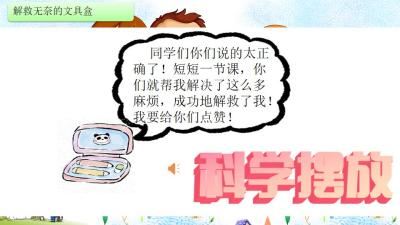 解救无奈的文具盒
同学们你们说的太正
确了！短短一节课，你
们就帮我解决了这么多
麻烦，成功地解救了我！
我要给你们点赞！
科学摆放